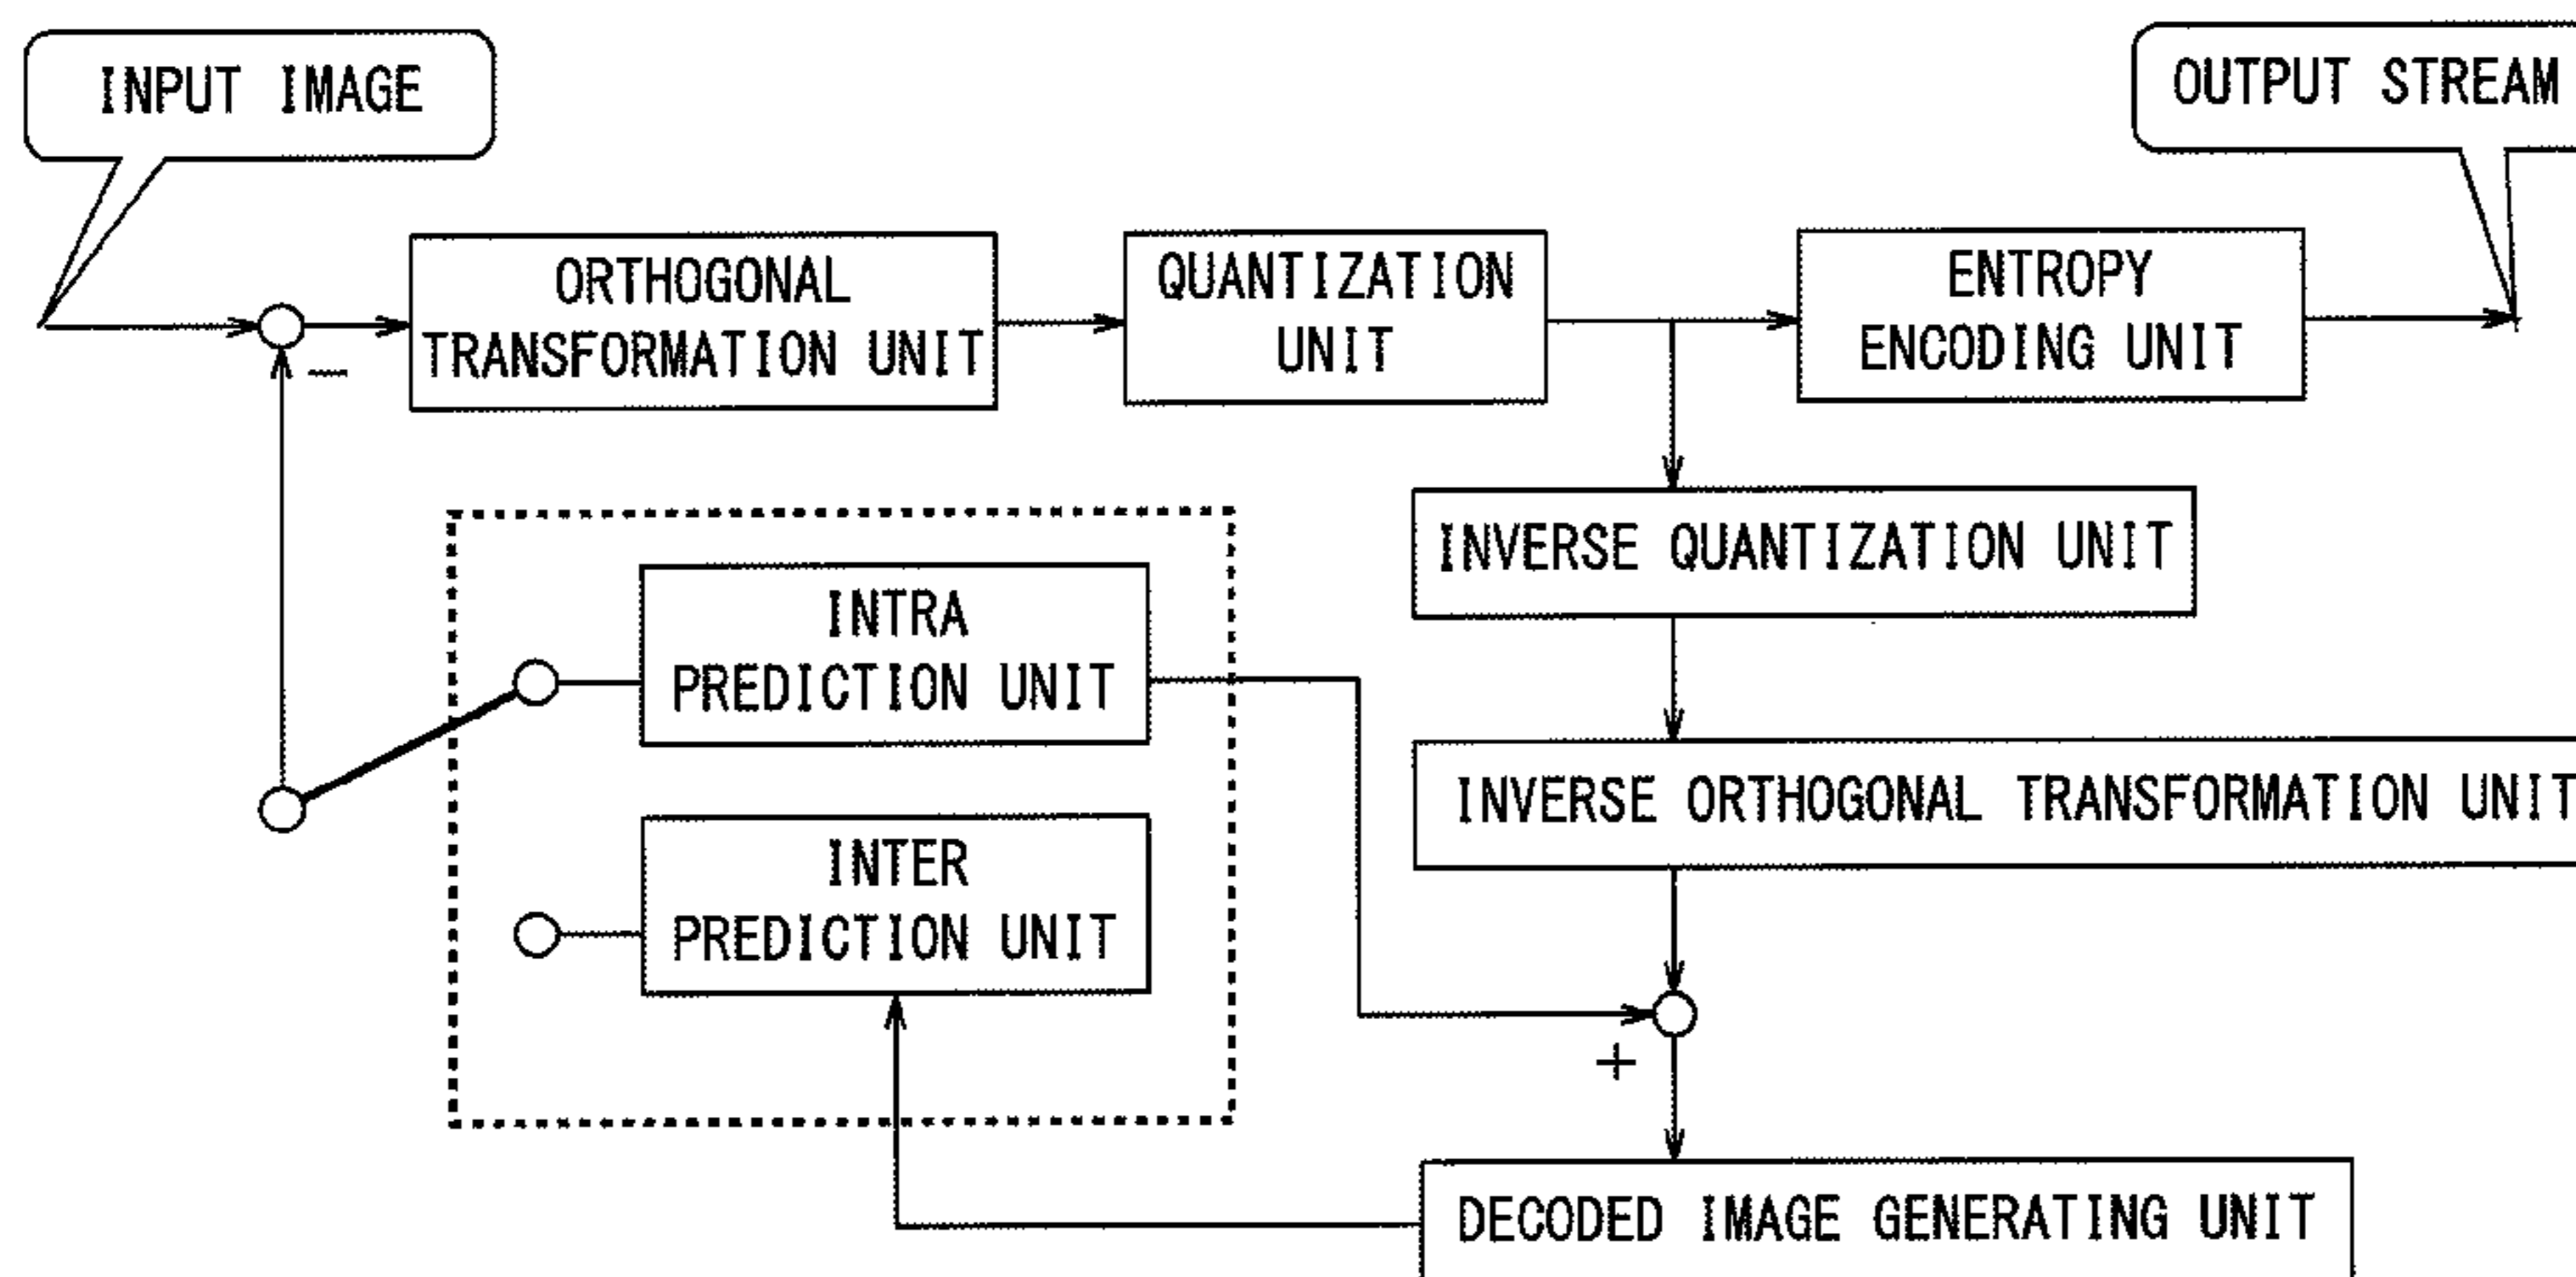 INPUT IMAGE
OUTPUT STREAM
ORTHOGONAL
TRANSFORMATION UNIT
QUANTIZATION
UNIT
ENTROPY
ENCODING UNIT
−
INVERSE QUANTIZATION UNIT
INTRA
PREDICTION UNIT
INVERSE ORTHOGONAL TRANSFORMATION UNIT
INTER
PREDICTION UNIT
+
DECODED IMAGE GENERATING UNIT